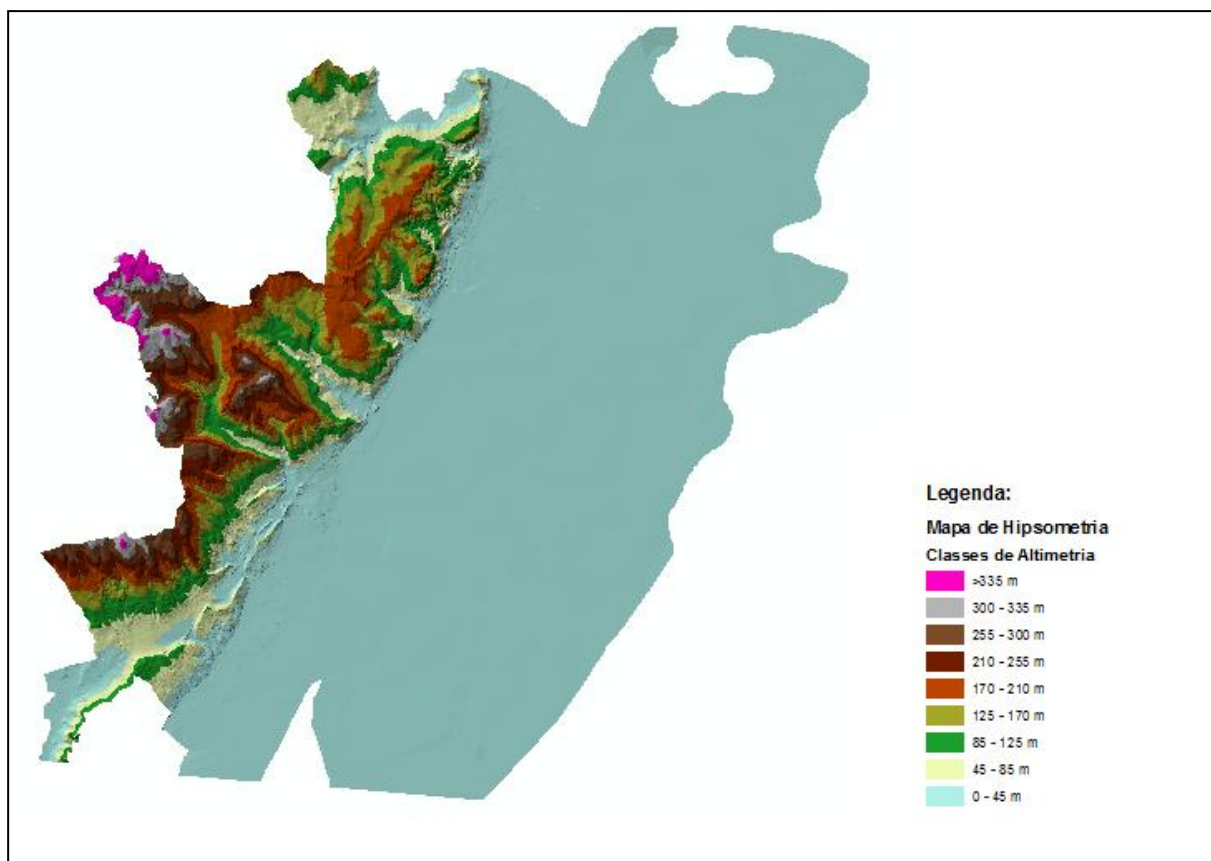 Legenda:
Mapa de Hipsometria
Classes de Altimetria
>335 m
300 - 335 m
255 - 300 m
210 - 255 m
170 - 210 m
125 - 170 m
85 - 125 m
45 - 85 m
0 - 45 m